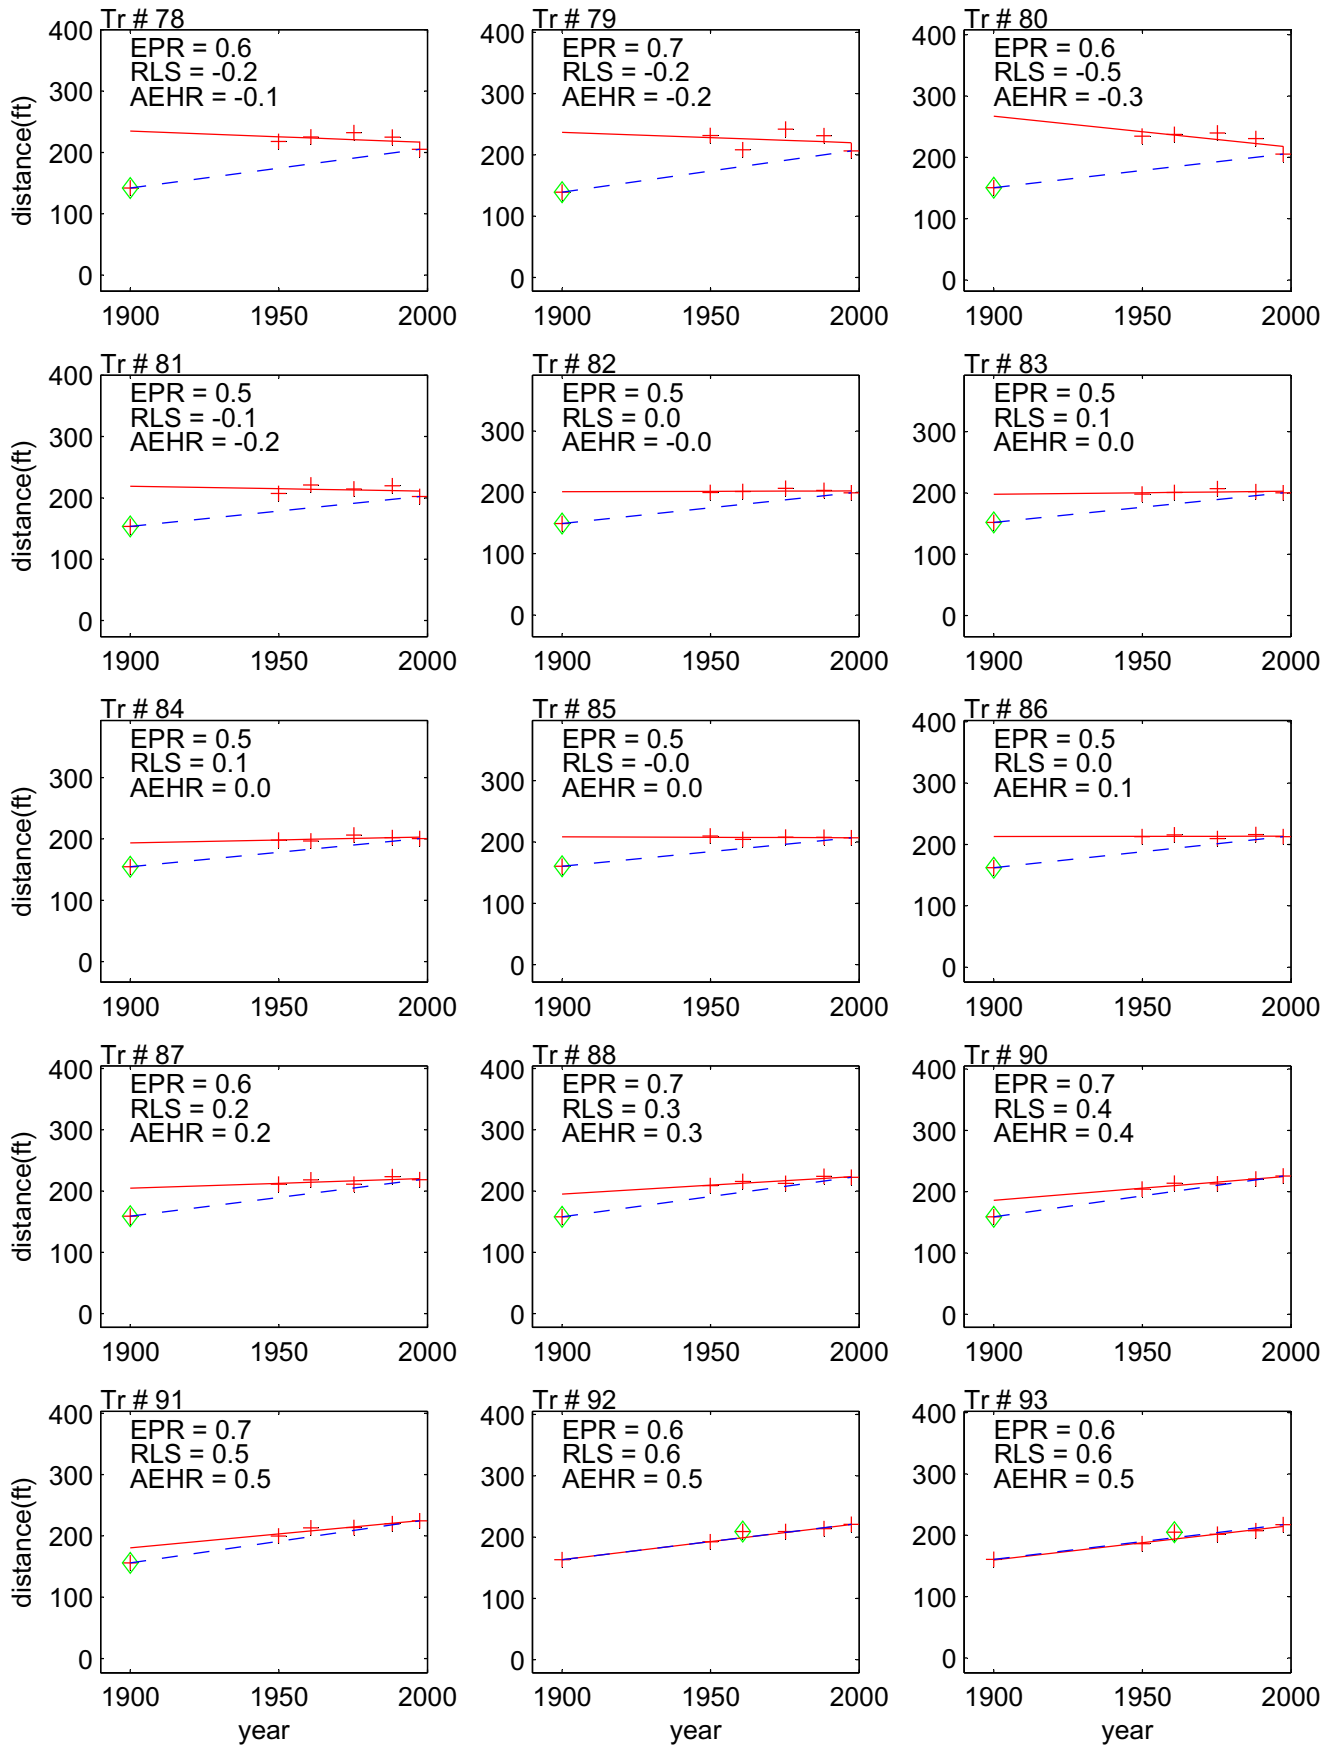 Tr # 78
EPR = 0.6
RLS = -0.2
AEHR = -0.1
400
300
200
100
0
distance(ft)
1900 1950 2000
Tr # 79
EPR = 0.7
RLS = -0.2
AEHR = -0.2
400
300
200
100
0
1900 1950 2000
Tr # 80
EPR = 0.6
RLS = -0.5
AEHR = -0.3
400
300
200
100
0
1900 1950 2000
Tr # 81
EPR = 0.5
RLS = -0.1
AEHR = -0.2
400
300
200
100
0
distance(ft)
1900 1950 2000
Tr # 82
EPR = 0.5
RLS = 0.0
AEHR = -0.0
300
200
100
0
1900 1950 2000
Tr # 83
EPR = 0.5
RLS = 0.1
AEHR = 0.0
300
200
100
0
1900 1950 2000
Tr # 84
EPR = 0.5
RLS = 0.1
AEHR = 0.0
300
200
100
0
distance(ft)
1900 1950 2000
Tr # 85
EPR = 0.5
RLS = -0.0
AEHR = 0.0
300
200
100
0
1900 1950 2000
Tr # 86
EPR = 0.5
RLS = 0.0
AEHR = 0.1
400
300
200
100
0
1900 1950 2000
Tr # 87
EPR = 0.6
RLS = 0.2
AEHR = 0.2
400
300
200
100
0
distance(ft)
1900 1950 2000
Tr # 88
EPR = 0.7
RLS = 0.3
AEHR = 0.3
400
300
200
100
0
1900 1950 2000
Tr # 90
EPR = 0.7
RLS = 0.4
AEHR = 0.4
400
300
200
100
0
1900 1950 2000
Tr # 91
EPR = 0.7
RLS = 0.5
AEHR = 0.5
400
300
200
100
0
distance(ft)
1900 1950 2000
year
Tr # 92
EPR = 0.6
RLS = 0.6
AEHR = 0.5
400
300
200
100
0
1900 1950 2000
year
Tr # 93
EPR = 0.6
RLS = 0.6
AEHR = 0.5
400
300
200
100
0
1900 1950 2000
year